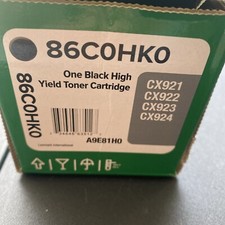 86C0HK0
86C0HK0
One Black High
Yield Toner Cartridge
CX921
CX922
CX923
CX924
A9E81H0